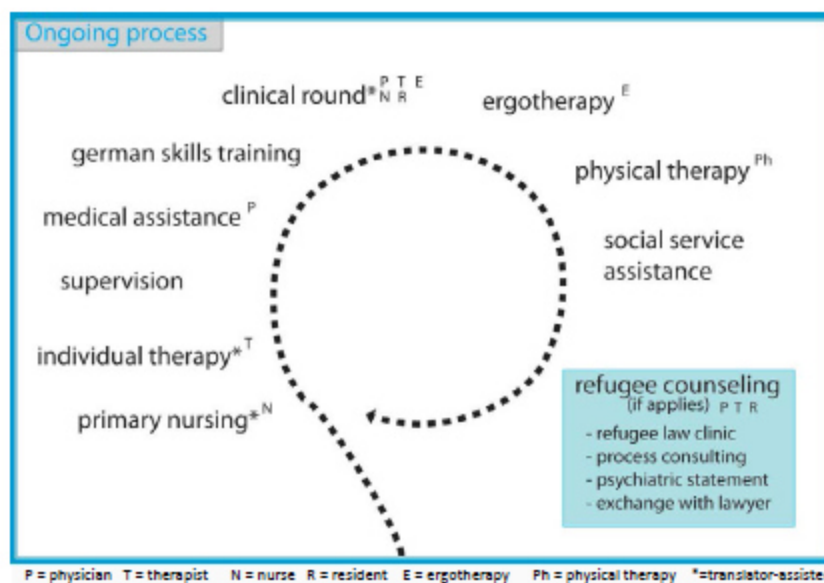 Ongoing process
clinical round* P T E
N R
ergotherapy E
german skills training
physical therapy Ph
medical assistance P
social service
assistance
supervision
individual therapy* T
primary nursing* N
refugee counseling
(if applies) P T R
- refugee law clinic
- process consulting
- psychiatric statement
- exchange with lawyer
P = physician T = therapist N = nurse R = resident E = ergotherapy Ph = physical therapy *=translator-assiste